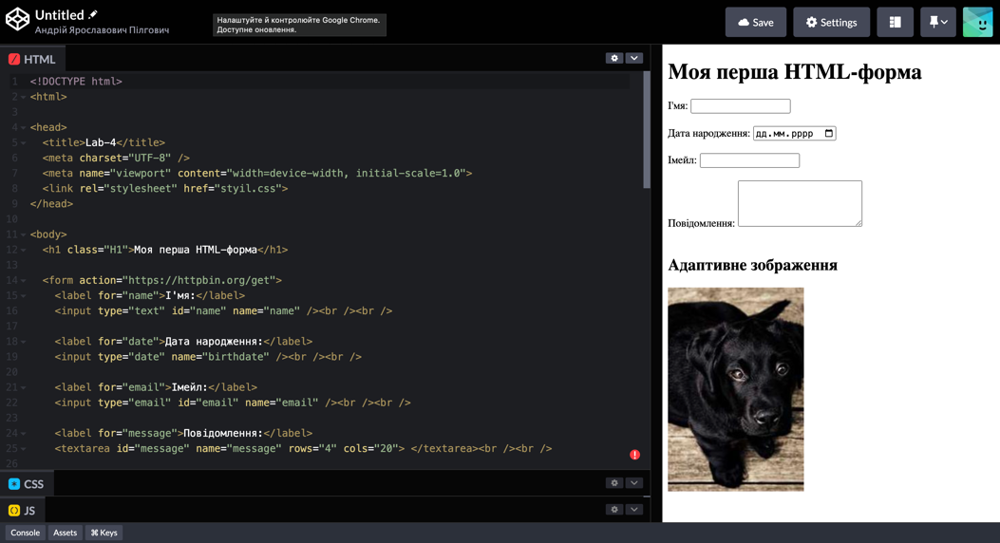 Untitled
Андрій Ярославович Пілгович
Налаштуйте й контролюйте Google Chrome.
Доступне оновлення.
Save
Settings
HTML
1 <!DOCTYPE html>
2 <html>
3
4 <head>
5 <title>Lab-4</title>
6 <meta charset="UTF-8" />
7 <meta name="viewport" content="width=device-width, initial-scale=1.0">
8 <link rel="stylesheet" href="styil.css">
9 </head>
10
11 <body>
12 <h1 class="H1">Моя перша HTML-форма</h1>
13
14 <form action="https://httpbin.org/get">
15 <label for="name">І'мя:</label>
16 <input type="text" id="name" name="name" /><br /><br />
17
18 <label for="date">Дата народження:</label>
19 <input type="date" name="birthdate" /><br /><br />
20
21 <label for="email">Імейл:</label>
22 <input type="email" id="email" name="email" /><br /><br />
23
24 <label for="message">Повідомлення:</label>
25 <textarea id="message" name="message" rows="4" cols="20"> </textarea><br /><br />
26
CSS
JS
Console
Assets
⌘ Keys
Моя перша HTML-форма
І'мя:
Дата народження: дд.мм.рррр
Імейл:
Повідомлення:
Адаптивне зображення